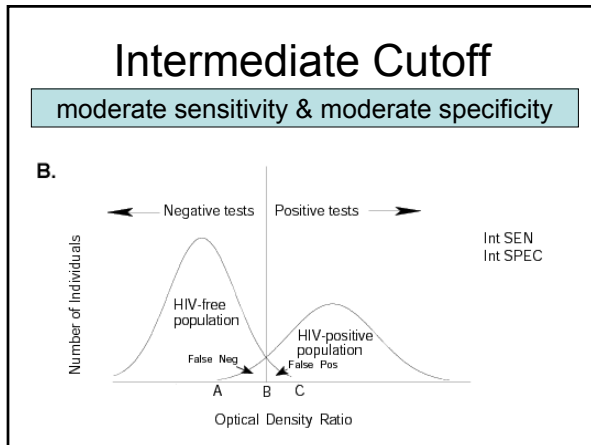 Intermediate Cutoff
moderate sensitivity & moderate specificity
B.
Negative tests
Positive tests
Int SEN
Int SPEC
Number of Individuals
HIV-free
population
HIV-positive
population
False Neg
False Pos
A
B
C
Optical Density Ratio